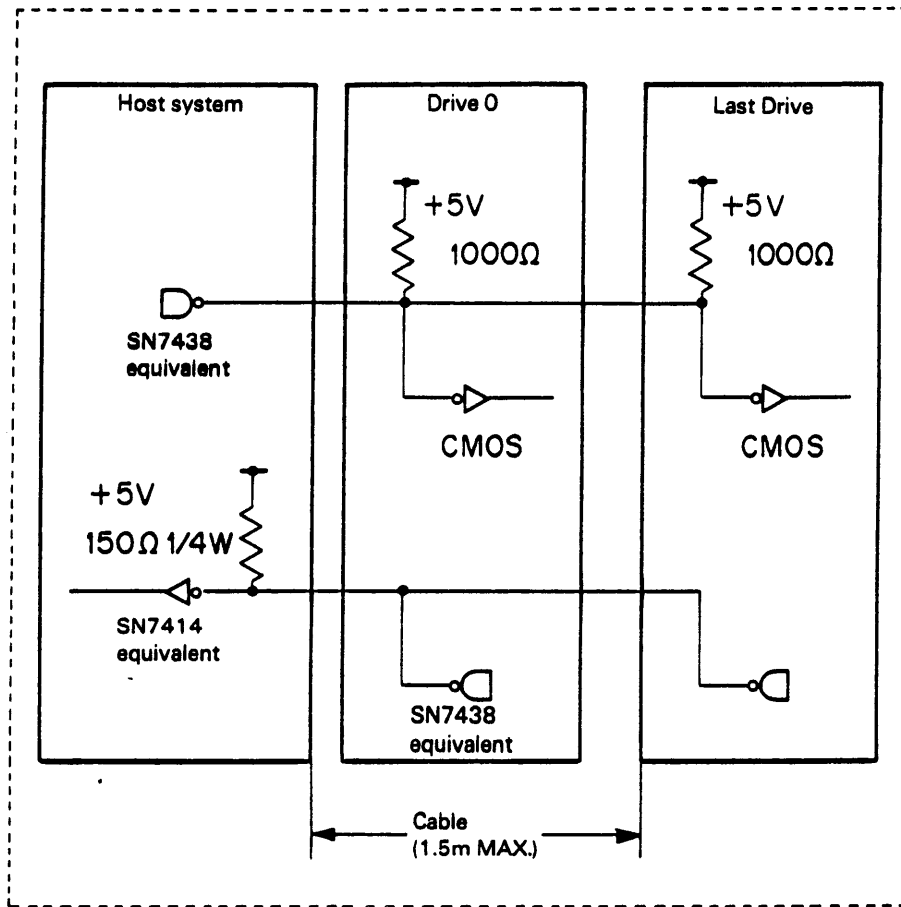 Host system
Drive 0
Last Drive
+5V
1000Ω
+5V
1000Ω
SN7438
equivalent
CMOS
CMOS
+5V
150Ω 1/4W
SN7414
equivalent
SN7438
equivalent
Cable
(1.5m MAX.)